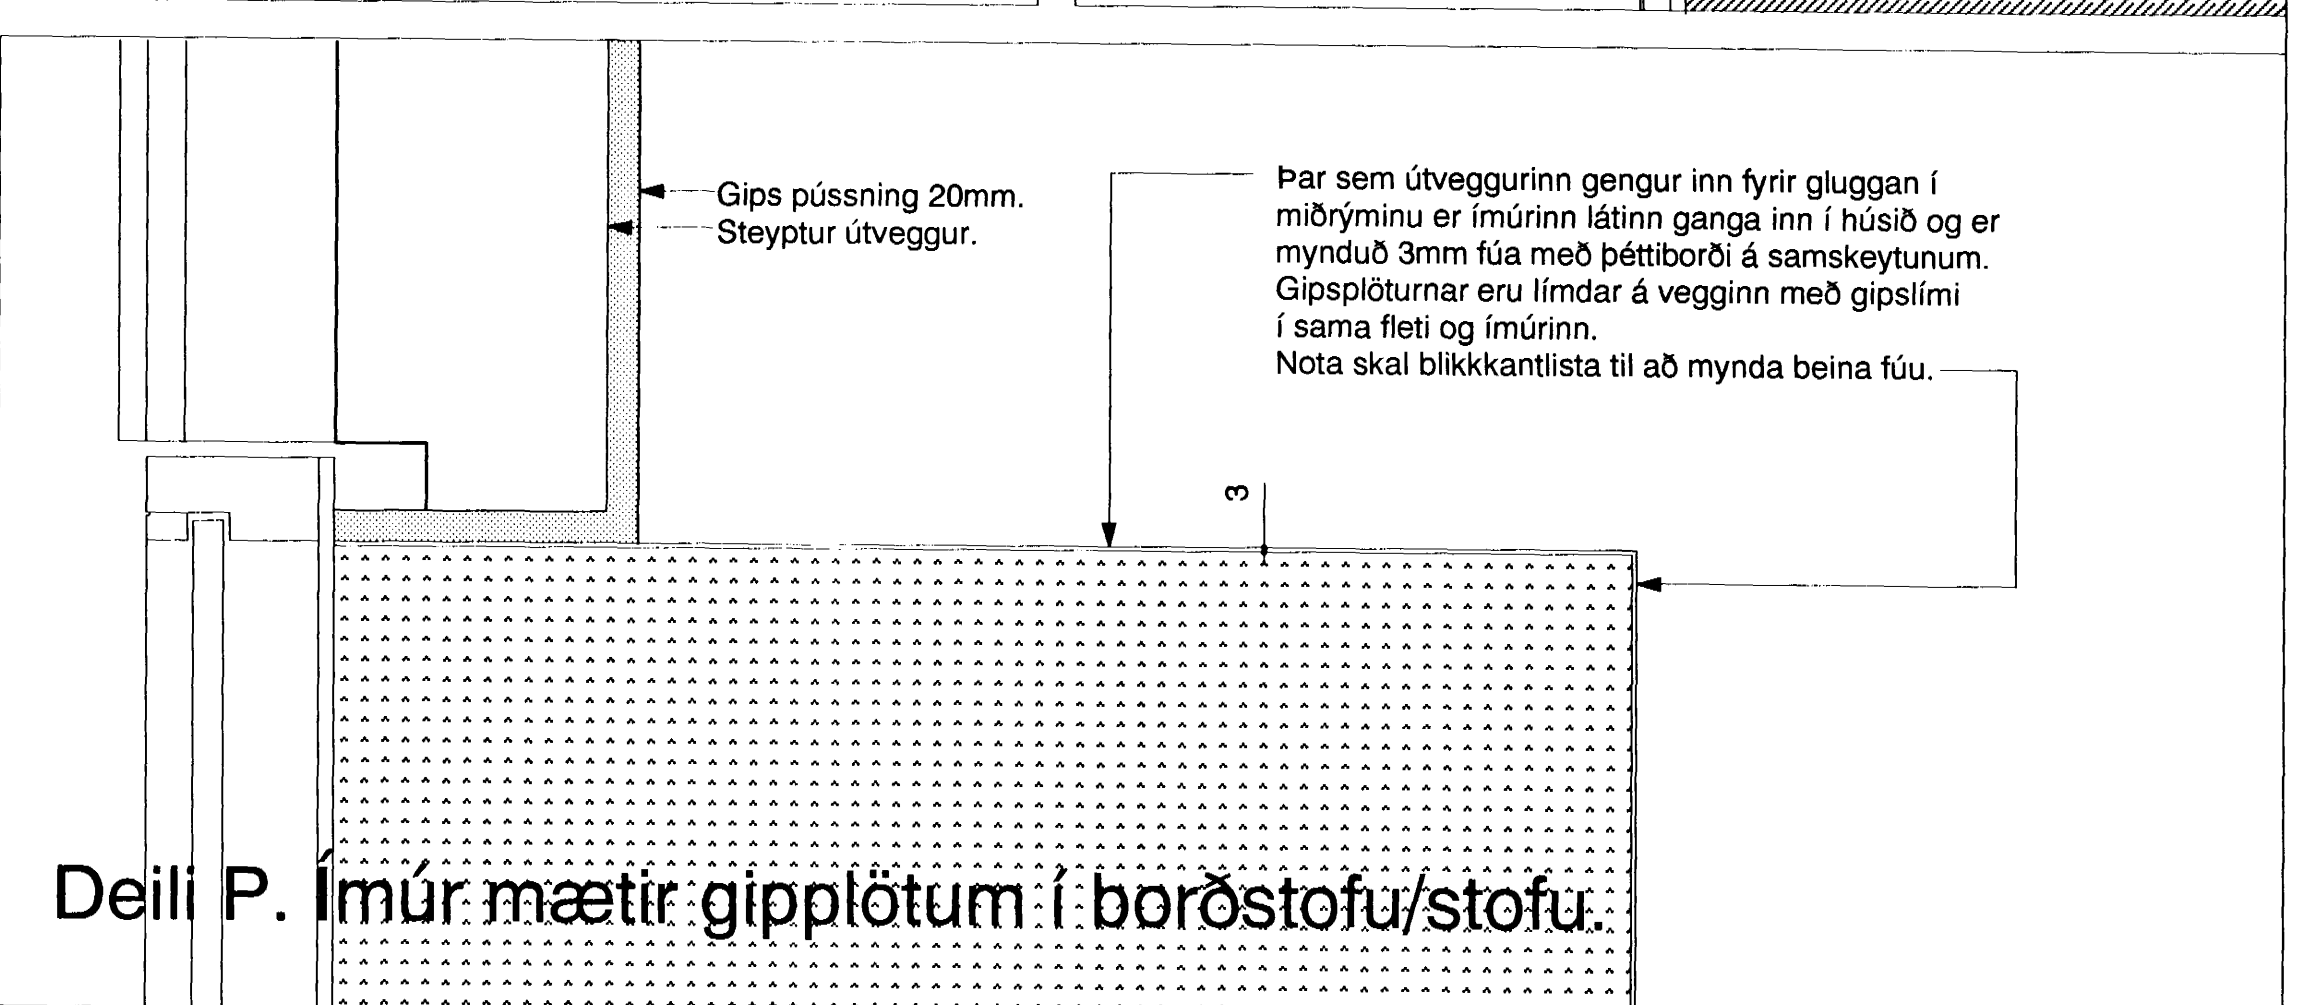 Gips pússning 20mm.
Steyptur útveggur.
Þar sem útveggurinn gengur inn fyrir gluggan í
miðrýminu er ímúrinn látinn ganga inn í húsið og er
mynduð 3mm fúa með þéttiborði á samskeytunum.
Gipsplöturnar eru límdar á vegginn með gipslími
í sama fleti og ímúrinn.
Nota skal blikkkantlista til að mynda beina fúu.
3
Deili P. Ímúr mætir gipplötum í borðstofu/stofu.